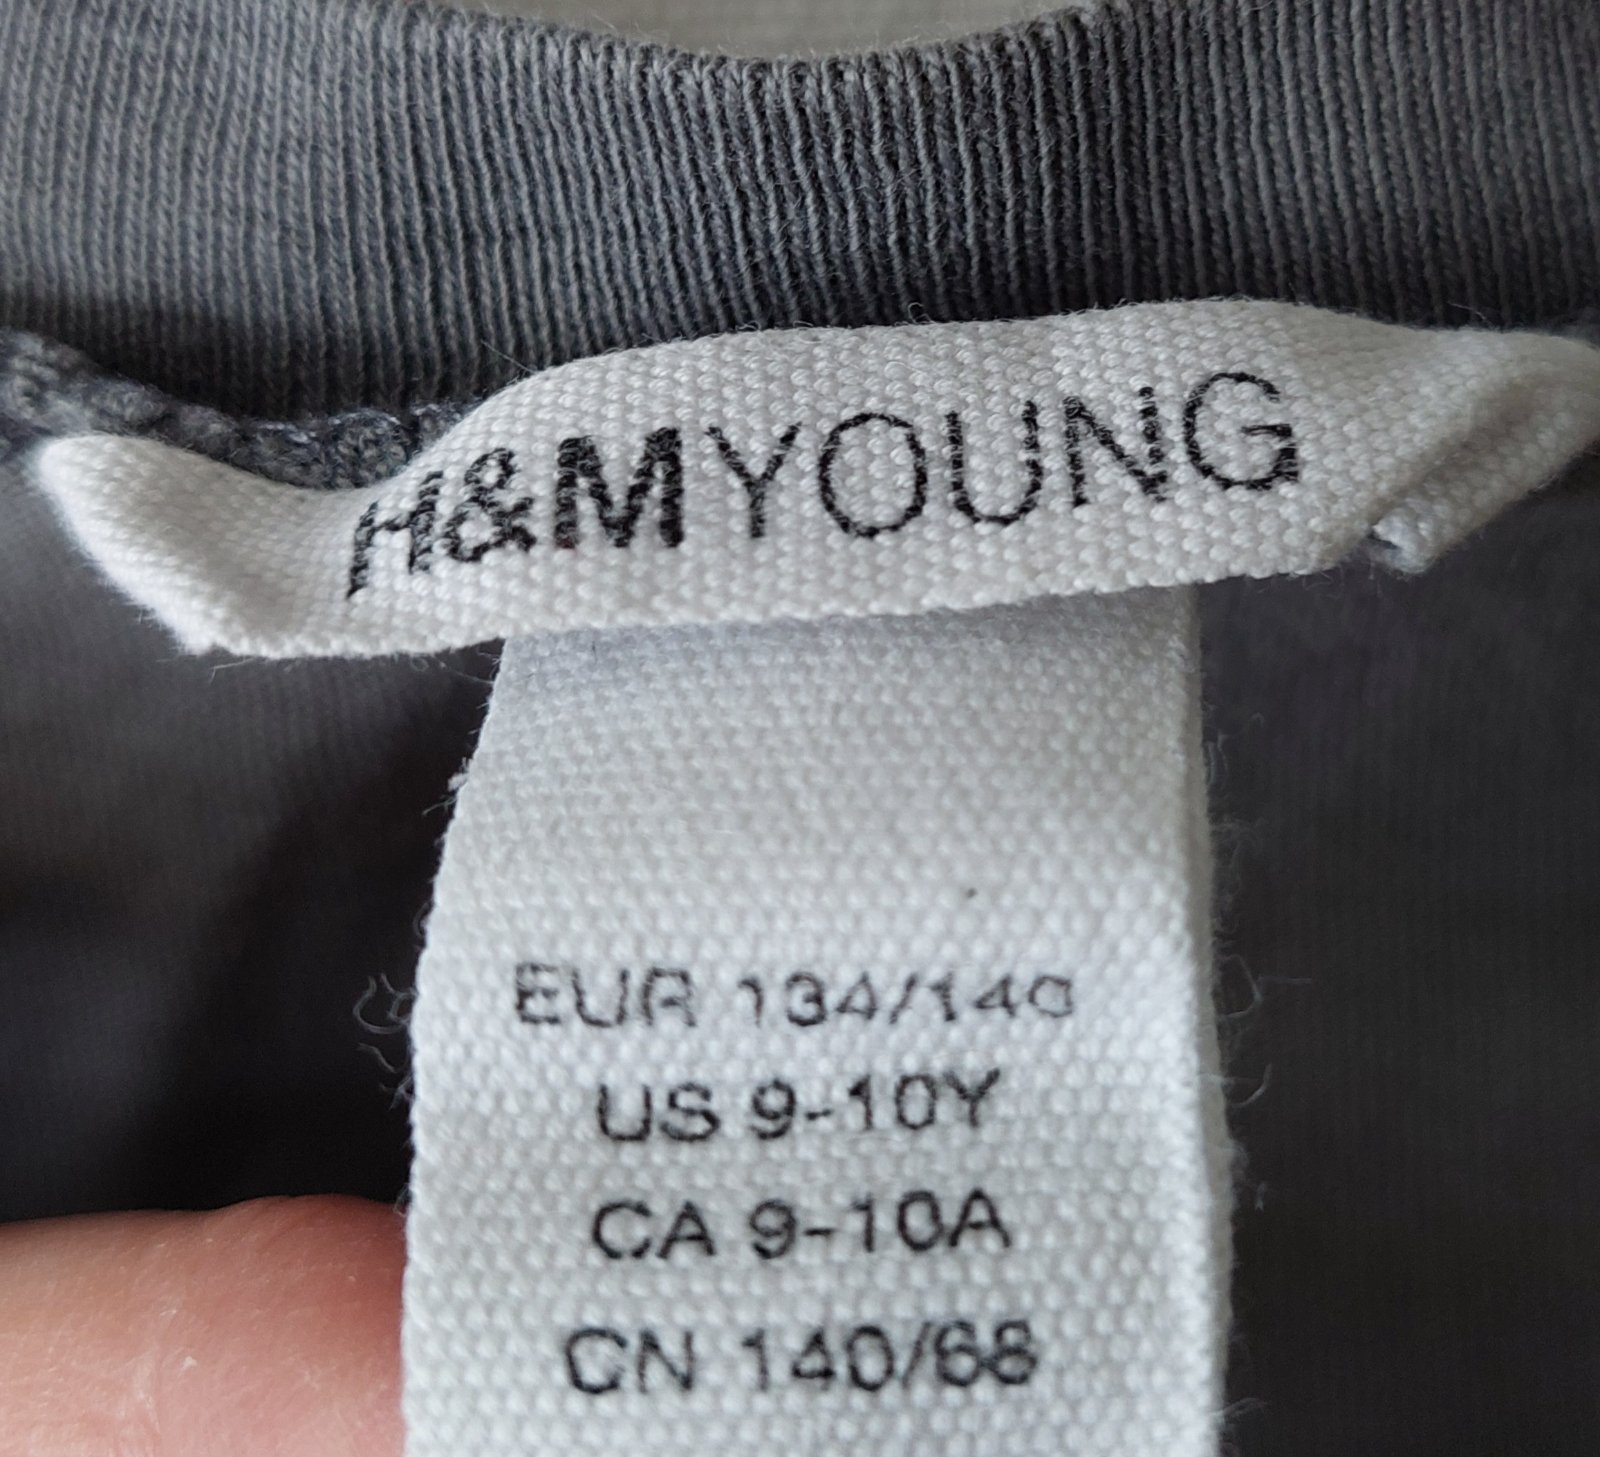 H&MYOUNG
EUR 134/140
US 9-10Y
CA 9-10A
CN 140/68